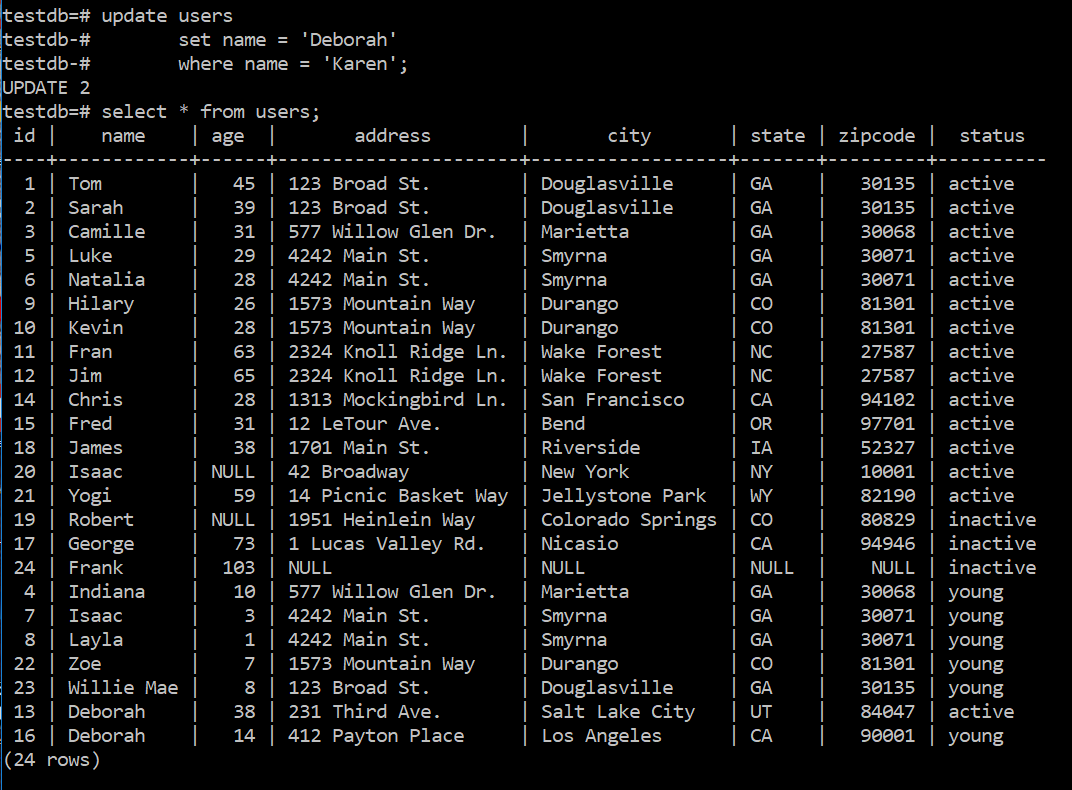 testdb=# update users
testdb-#        set name = 'Deborah'
testdb-#        where name = 'Karen';
UPDATE 2
testdb=# select * from users;
 id |    name    | age  |       address        |       city       | state | zipcode |  status
----+------------+------+----------------------+------------------+-------+---------+----------
  1 | Tom        |   45 | 123 Broad St.        | Douglasville     | GA    |   30135 | active
  2 | Sarah      |   39 | 123 Broad St.        | Douglasville     | GA    |   30135 | active
  3 | Camille    |   31 | 577 Willow Glen Dr.  | Marietta         | GA    |   30068 | active
  5 | Luke       |   29 | 4242 Main St.        | Smyrna           | GA    |   30071 | active
  6 | Natalia    |   28 | 4242 Main St.        | Smyrna           | GA    |   30071 | active
  9 | Hilary     |   26 | 1573 Mountain Way    | Durango          | CO    |   81301 | active
 10 | Kevin      |   28 | 1573 Mountain Way    | Durango          | CO    |   81301 | active
 11 | Fran       |   63 | 2324 Knoll Ridge Ln. | Wake Forest      | NC    |   27587 | active
 12 | Jim        |   65 | 2324 Knoll Ridge Ln. | Wake Forest      | NC    |   27587 | active
 14 | Chris      |   28 | 1313 Mockingbird Ln. | San Francisco    | CA    |   94102 | active
 15 | Fred       |   31 | 12 LeTour Ave.       | Bend             | OR    |   97701 | active
 18 | James      |   38 | 1701 Main St.        | Riverside        | IA    |   52327 | active
 20 | Isaac      | NULL | 42 Broadway          | New York         | NY    |   10001 | active
 21 | Yogi       |   59 | 14 Picnic Basket Way | Jellystone Park  | WY    |   82190 | active
 19 | Robert     | NULL | 1951 Heinlein Way    | Colorado Springs | CO    |   80829 | inactive
 17 | George     |   73 | 1 Lucas Valley Rd.   | Nicasio          | CA    |   94946 | inactive
 24 | Frank      |  103 | NULL                 | NULL             | NULL  |    NULL | inactive
  4 | Indiana    |   10 | 577 Willow Glen Dr.  | Marietta         | GA    |   30068 | young
  7 | Isaac      |    3 | 4242 Main St.        | Smyrna           | GA    |   30071 | young
  8 | Layla      |    1 | 4242 Main St.        | Smyrna           | GA    |   30071 | young
 22 | Zoe        |    7 | 1573 Mountain Way    | Durango          | CO    |   81301 | young
 23 | Willie Mae |    8 | 123 Broad St.        | Douglasville     | GA    |   30135 | young
 13 | Deborah    |   38 | 231 Third Ave.       | Salt Lake City   | UT    |   84047 | active
 16 | Deborah    |   14 | 412 Payton Place     | Los Angeles      | CA    |   90001 | young
(24 rows)